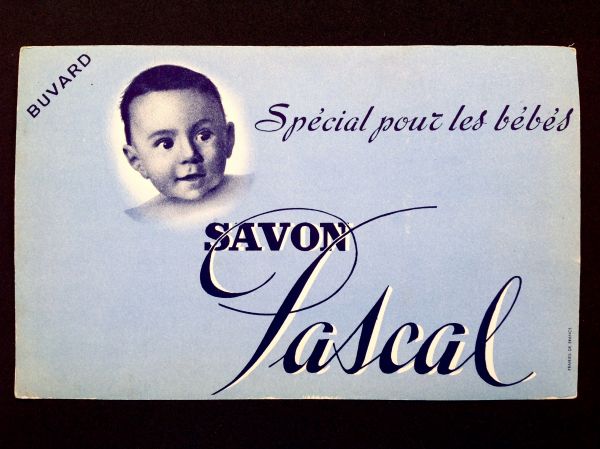 BUVARD
Spécial pour les bébés
SAVON
Pascal